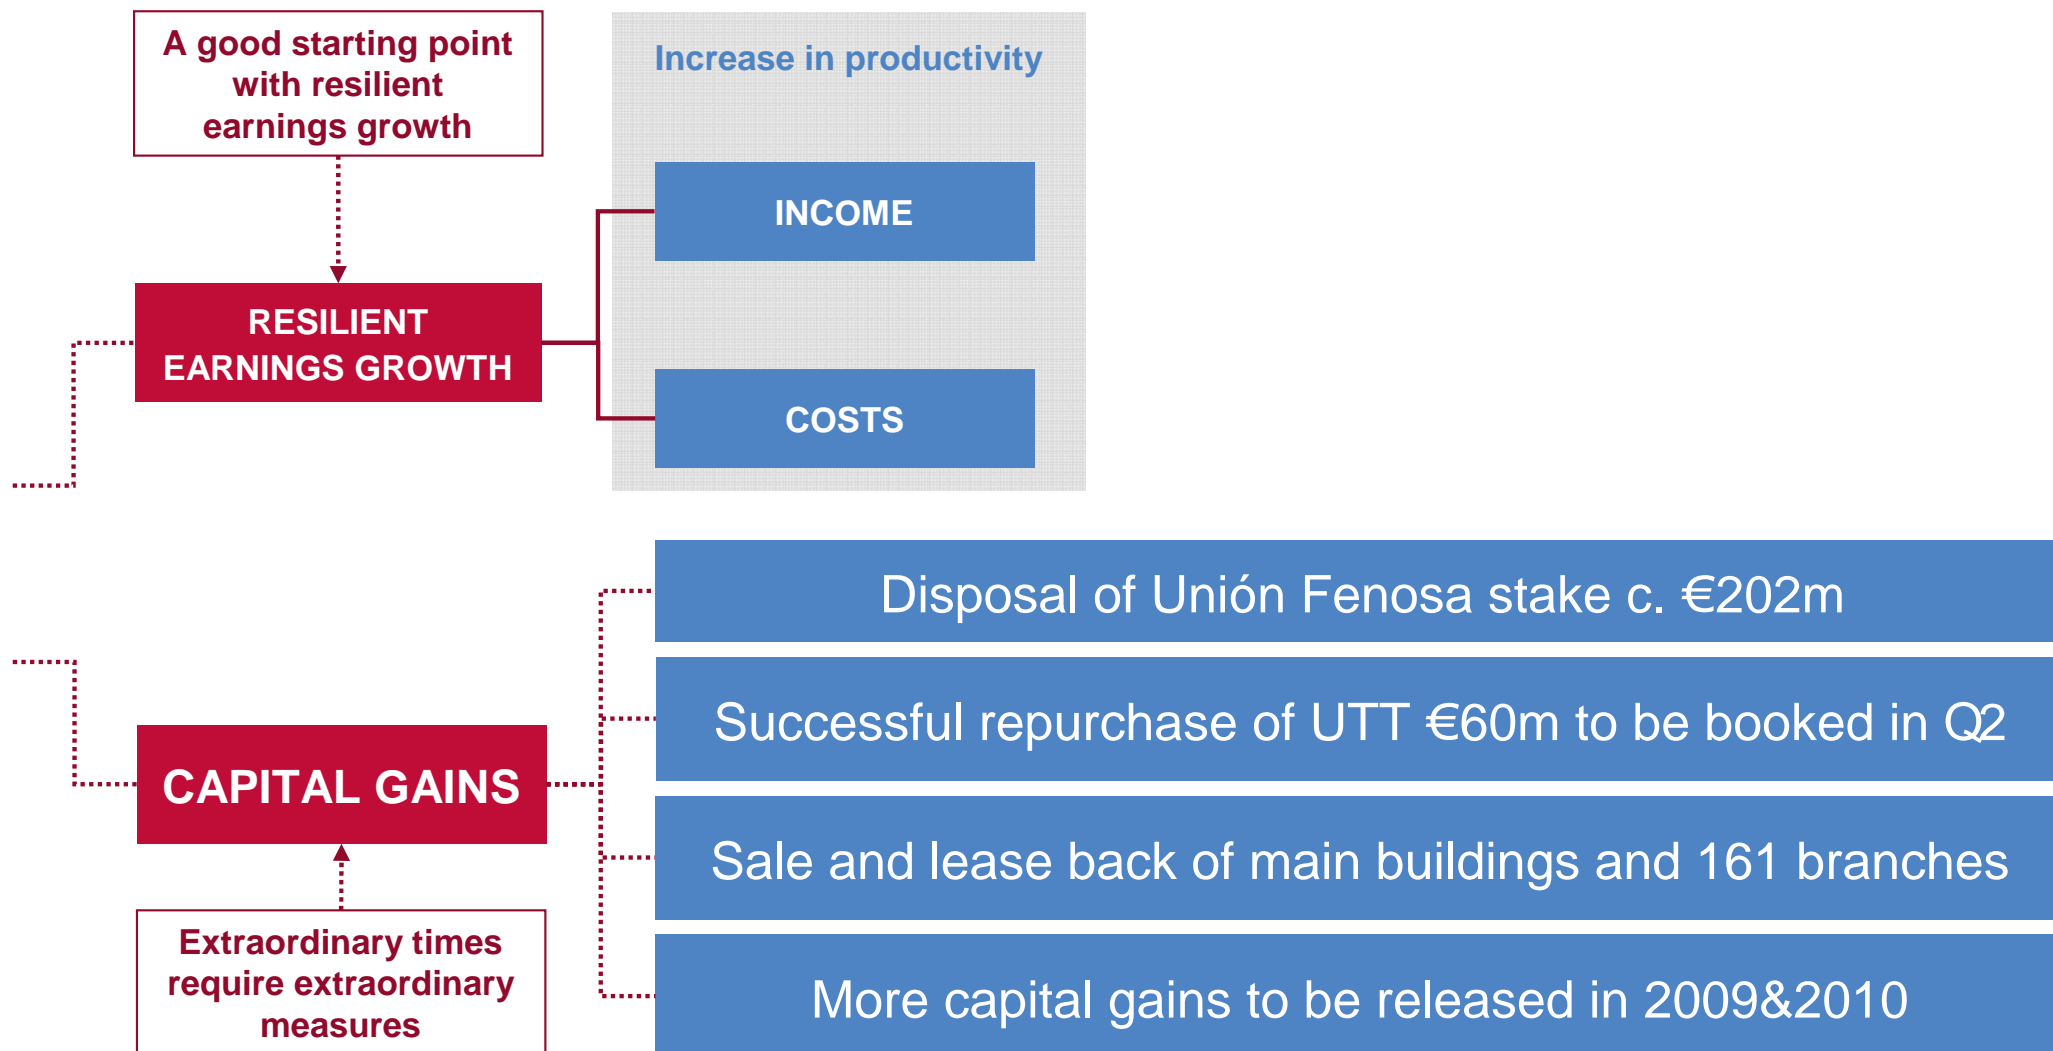 A good starting point
with resilient
earnings growth
Increase in productivity
INCOME
RESILIENT
EARNINGS GROWTH
COSTS
Disposal of Unión Fenosa stake c. €202m
Successful repurchase of UTT €60m to be booked in Q2
CAPITAL GAINS
Sale and lease back of main buildings and 161 branches
Extraordinary times
require extraordinary
measures
More capital gains to be released in 2009&2010